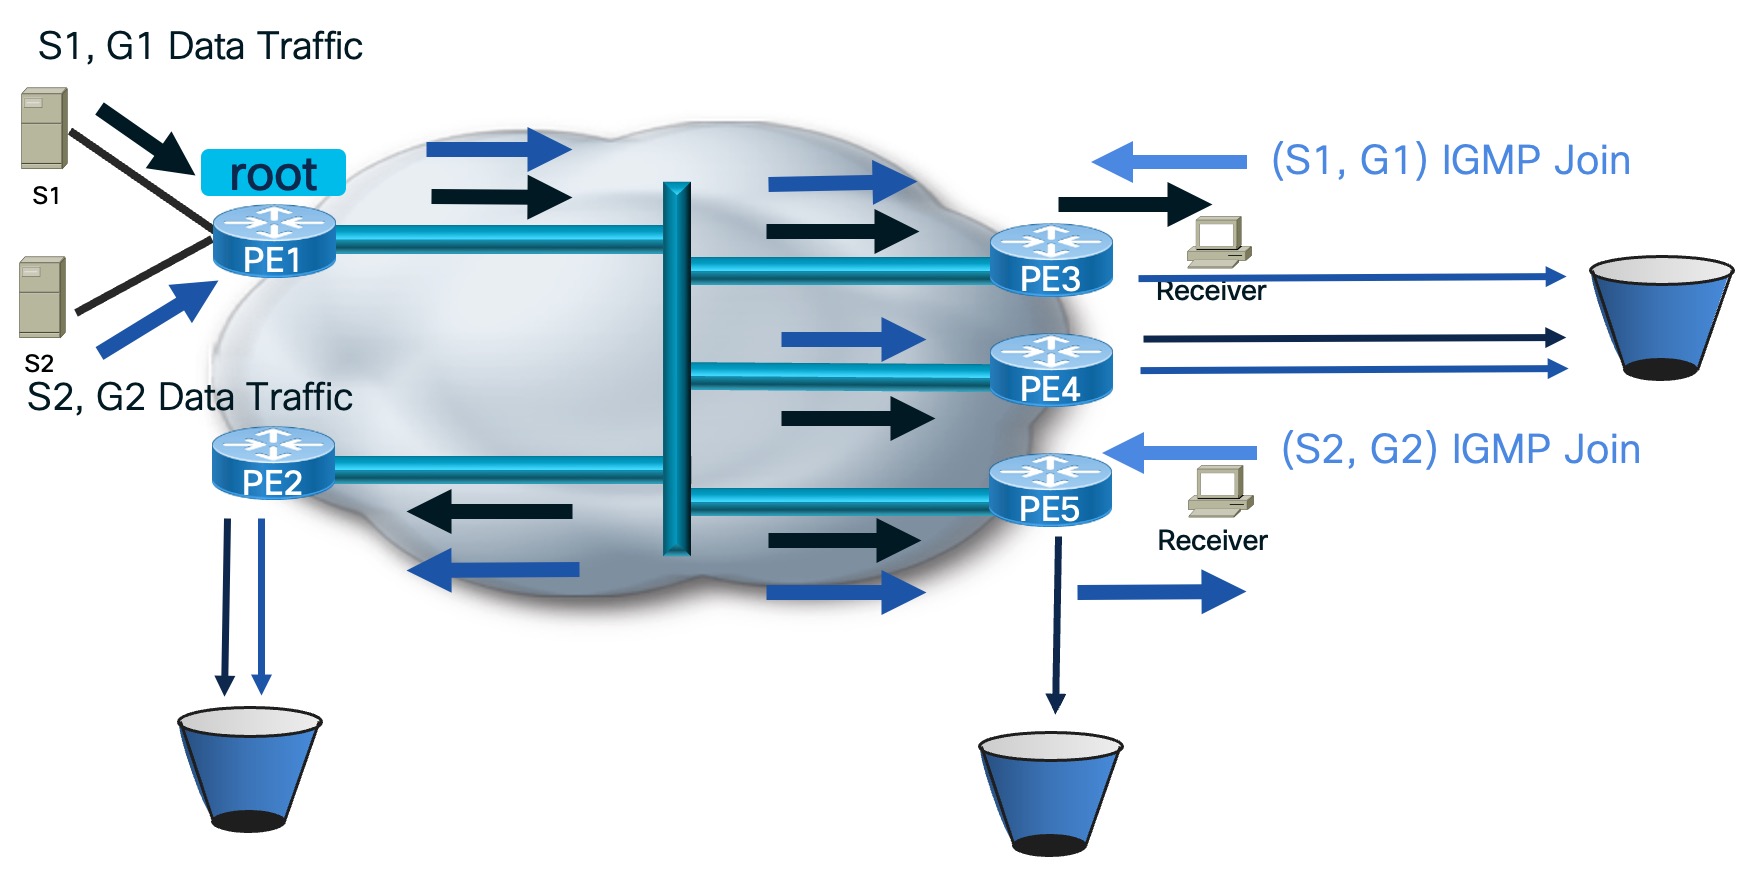 S1, G1 Data Traffic
S1
root
PE1
S2
S2, G2 Data Traffic
PE2
(S1, G1) IGMP Join
PE3
Receiver
PE4
(S2, G2) IGMP Join
PE5
Receiver